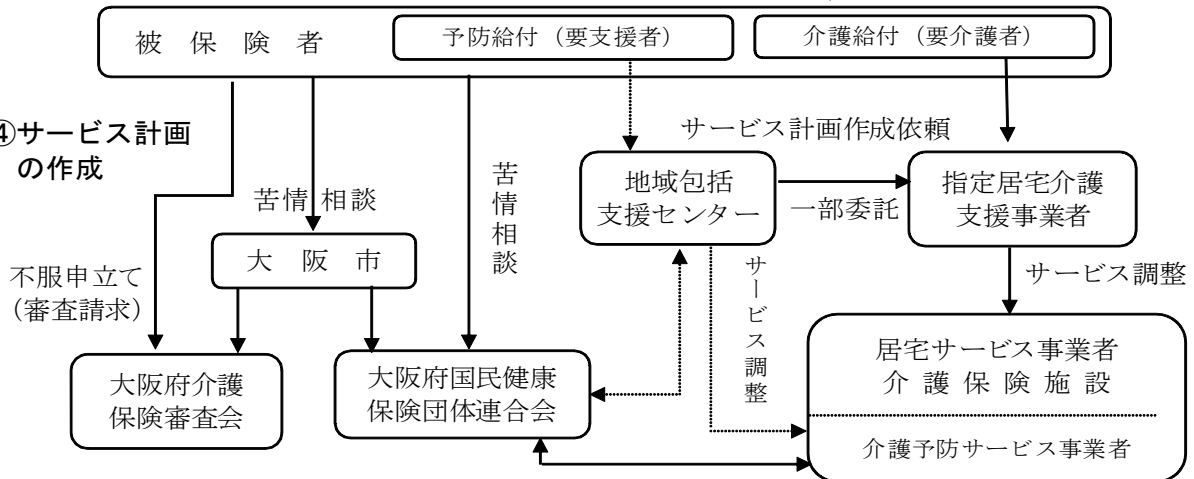 被保険者
予防給付（要支援者）
介護給付（要介護者）
④サービス計画
の作成
サービス計画作成依頼
苦情相談
苦情相談
地域包括
支援センター
一部委託
指定居宅介護
支援事業者
大阪市
不服申立て
（審査請求）
サービス調整
サービス調整
大阪府介護
保険審査会
大阪府国民健康
保険団体連合会
居宅サービス事業者
介護保険施設
介護予防サービス事業者